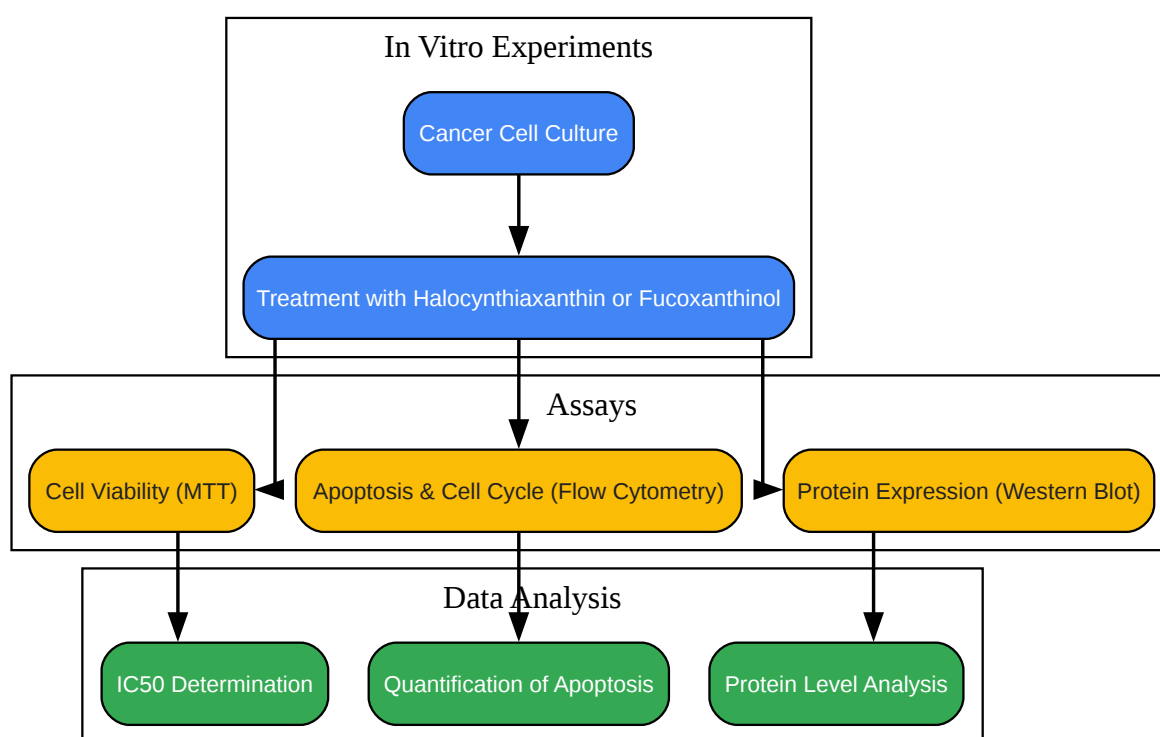 In Vitro Experiments
Cancer Cell Culture
Treatment with Halocynthiaxanthin or Fucoxanthinol
Assays
Cell Viability (MTT)
Apoptosis & Cell Cycle (Flow Cytometry)
Protein Expression (Western Blot)
Data Analysis
IC50 Determination
Quantification of Apoptosis
Protein Level Analysis